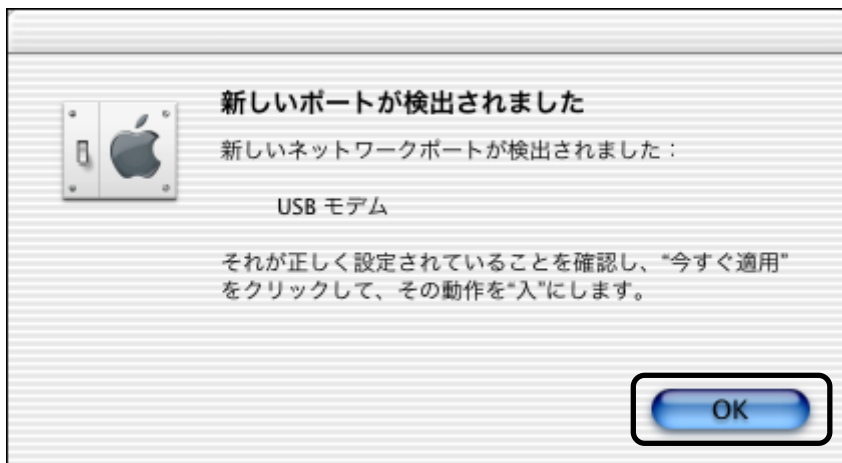 新しいポートが検出されました
新しいネットワークポートが検出されました：
USB モデム
それが正しく設定されていることを確認し、“今すぐ適用”
をクリックして、その動作を“入”にします。
OK